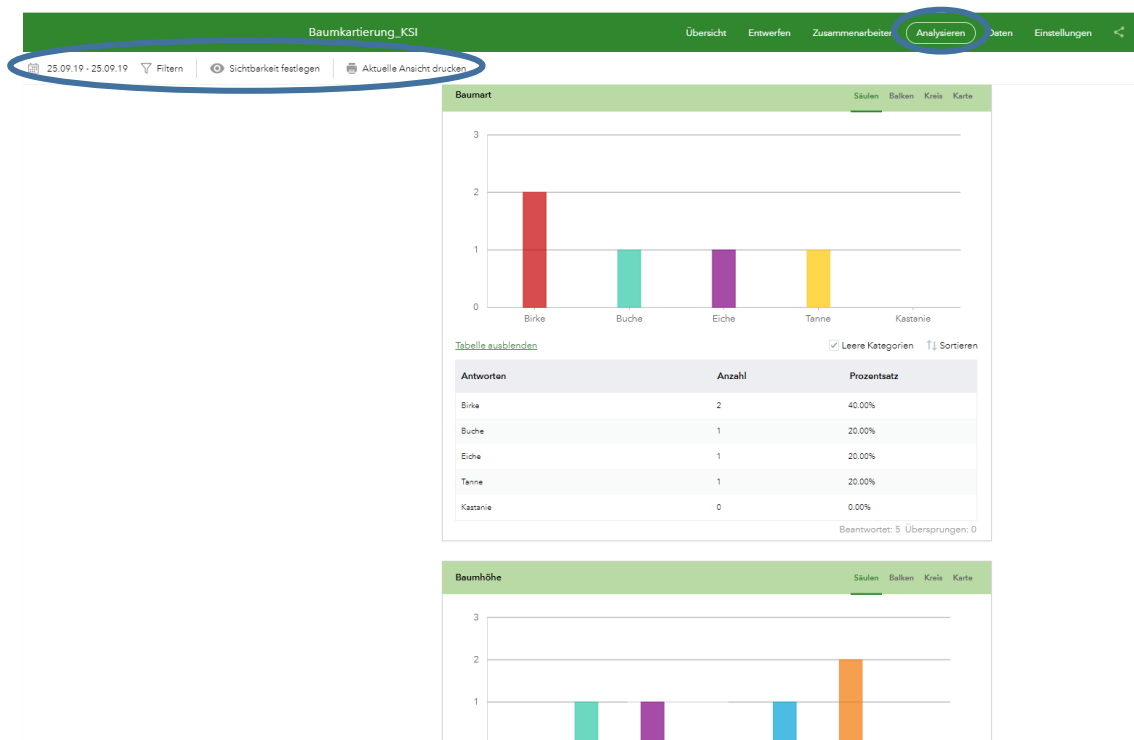 Baumkartierung_KSI Übersicht Entwerfen Zusammenarbeiten Analysieren Daten Einstellungen
25.09.19 - 25.09.19 Filtern Sichtbarkeit festlegen Aktuelle Ansicht drucken
Baumart Säulen Balken Kreis Karte
3
2
1
0
Birke Buche Eiche Tanne Kastanie
Tabelle ausblenden Leere Kategorien Sortieren
Antworten Anzahl Prozentsatz
Birke 2 40.00%
Buche 1 20.00%
Eiche 1 20.00%
Tanne 1 20.00%
Kastanie 0 0.00%
Beantwortet: 5 Übersprungen: 0
Baumhöhe Säulen Balken Kreis Karte
3
2
1